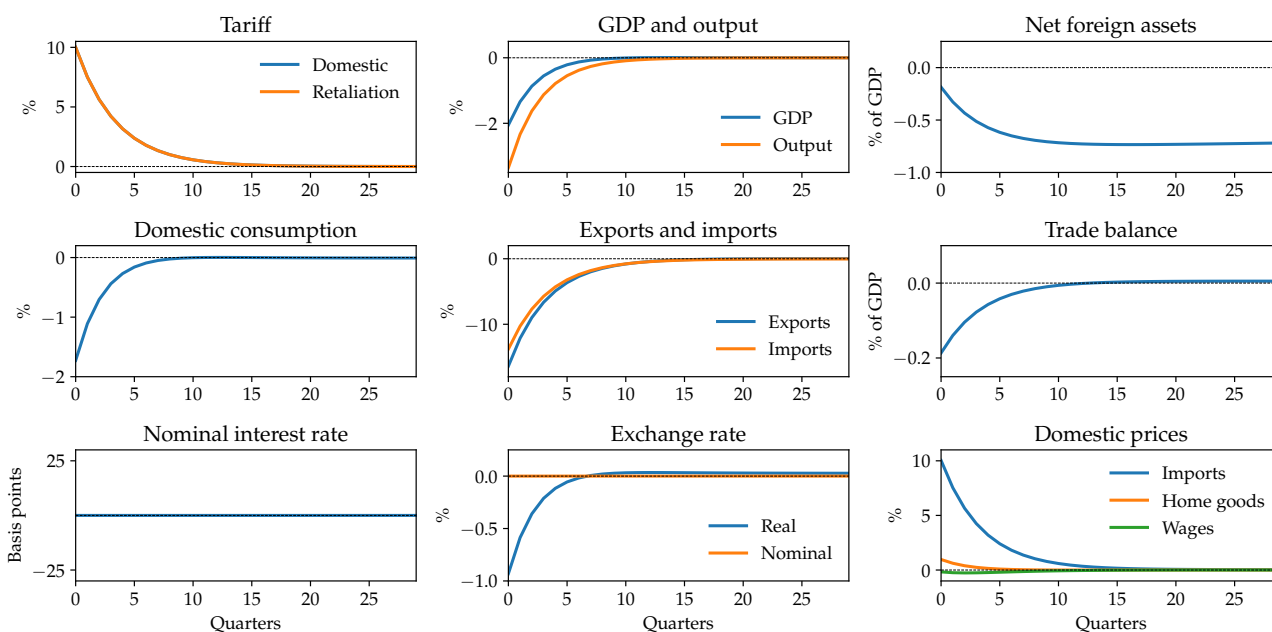 Tariff
10
5
0
%
Domestic
Retaliation
0 5 10 15 20 25
GDP and output
0
−2
%
GDP
Output
0 5 10 15 20 25
Net foreign assets
0.0
−0.5
−1.0
% of GDP
0 5 10 15 20 25
Domestic consumption
0
−1
−2
%
0 5 10 15 20 25
Exports and imports
0
−10
%
Exports
Imports
0 5 10 15 20 25
Trade balance
0.0
−0.2
% of GDP
0 5 10 15 20 25
Nominal interest rate
25
−25
Basis points
0 5 10 15 20 25
Quarters
Exchange rate
0.0
−0.5
−1.0
%
Real
Nominal
0 5 10 15 20 25
Quarters
Domestic prices
10
5
0
%
Imports
Home goods
Wages
0 5 10 15 20 25
Quarters